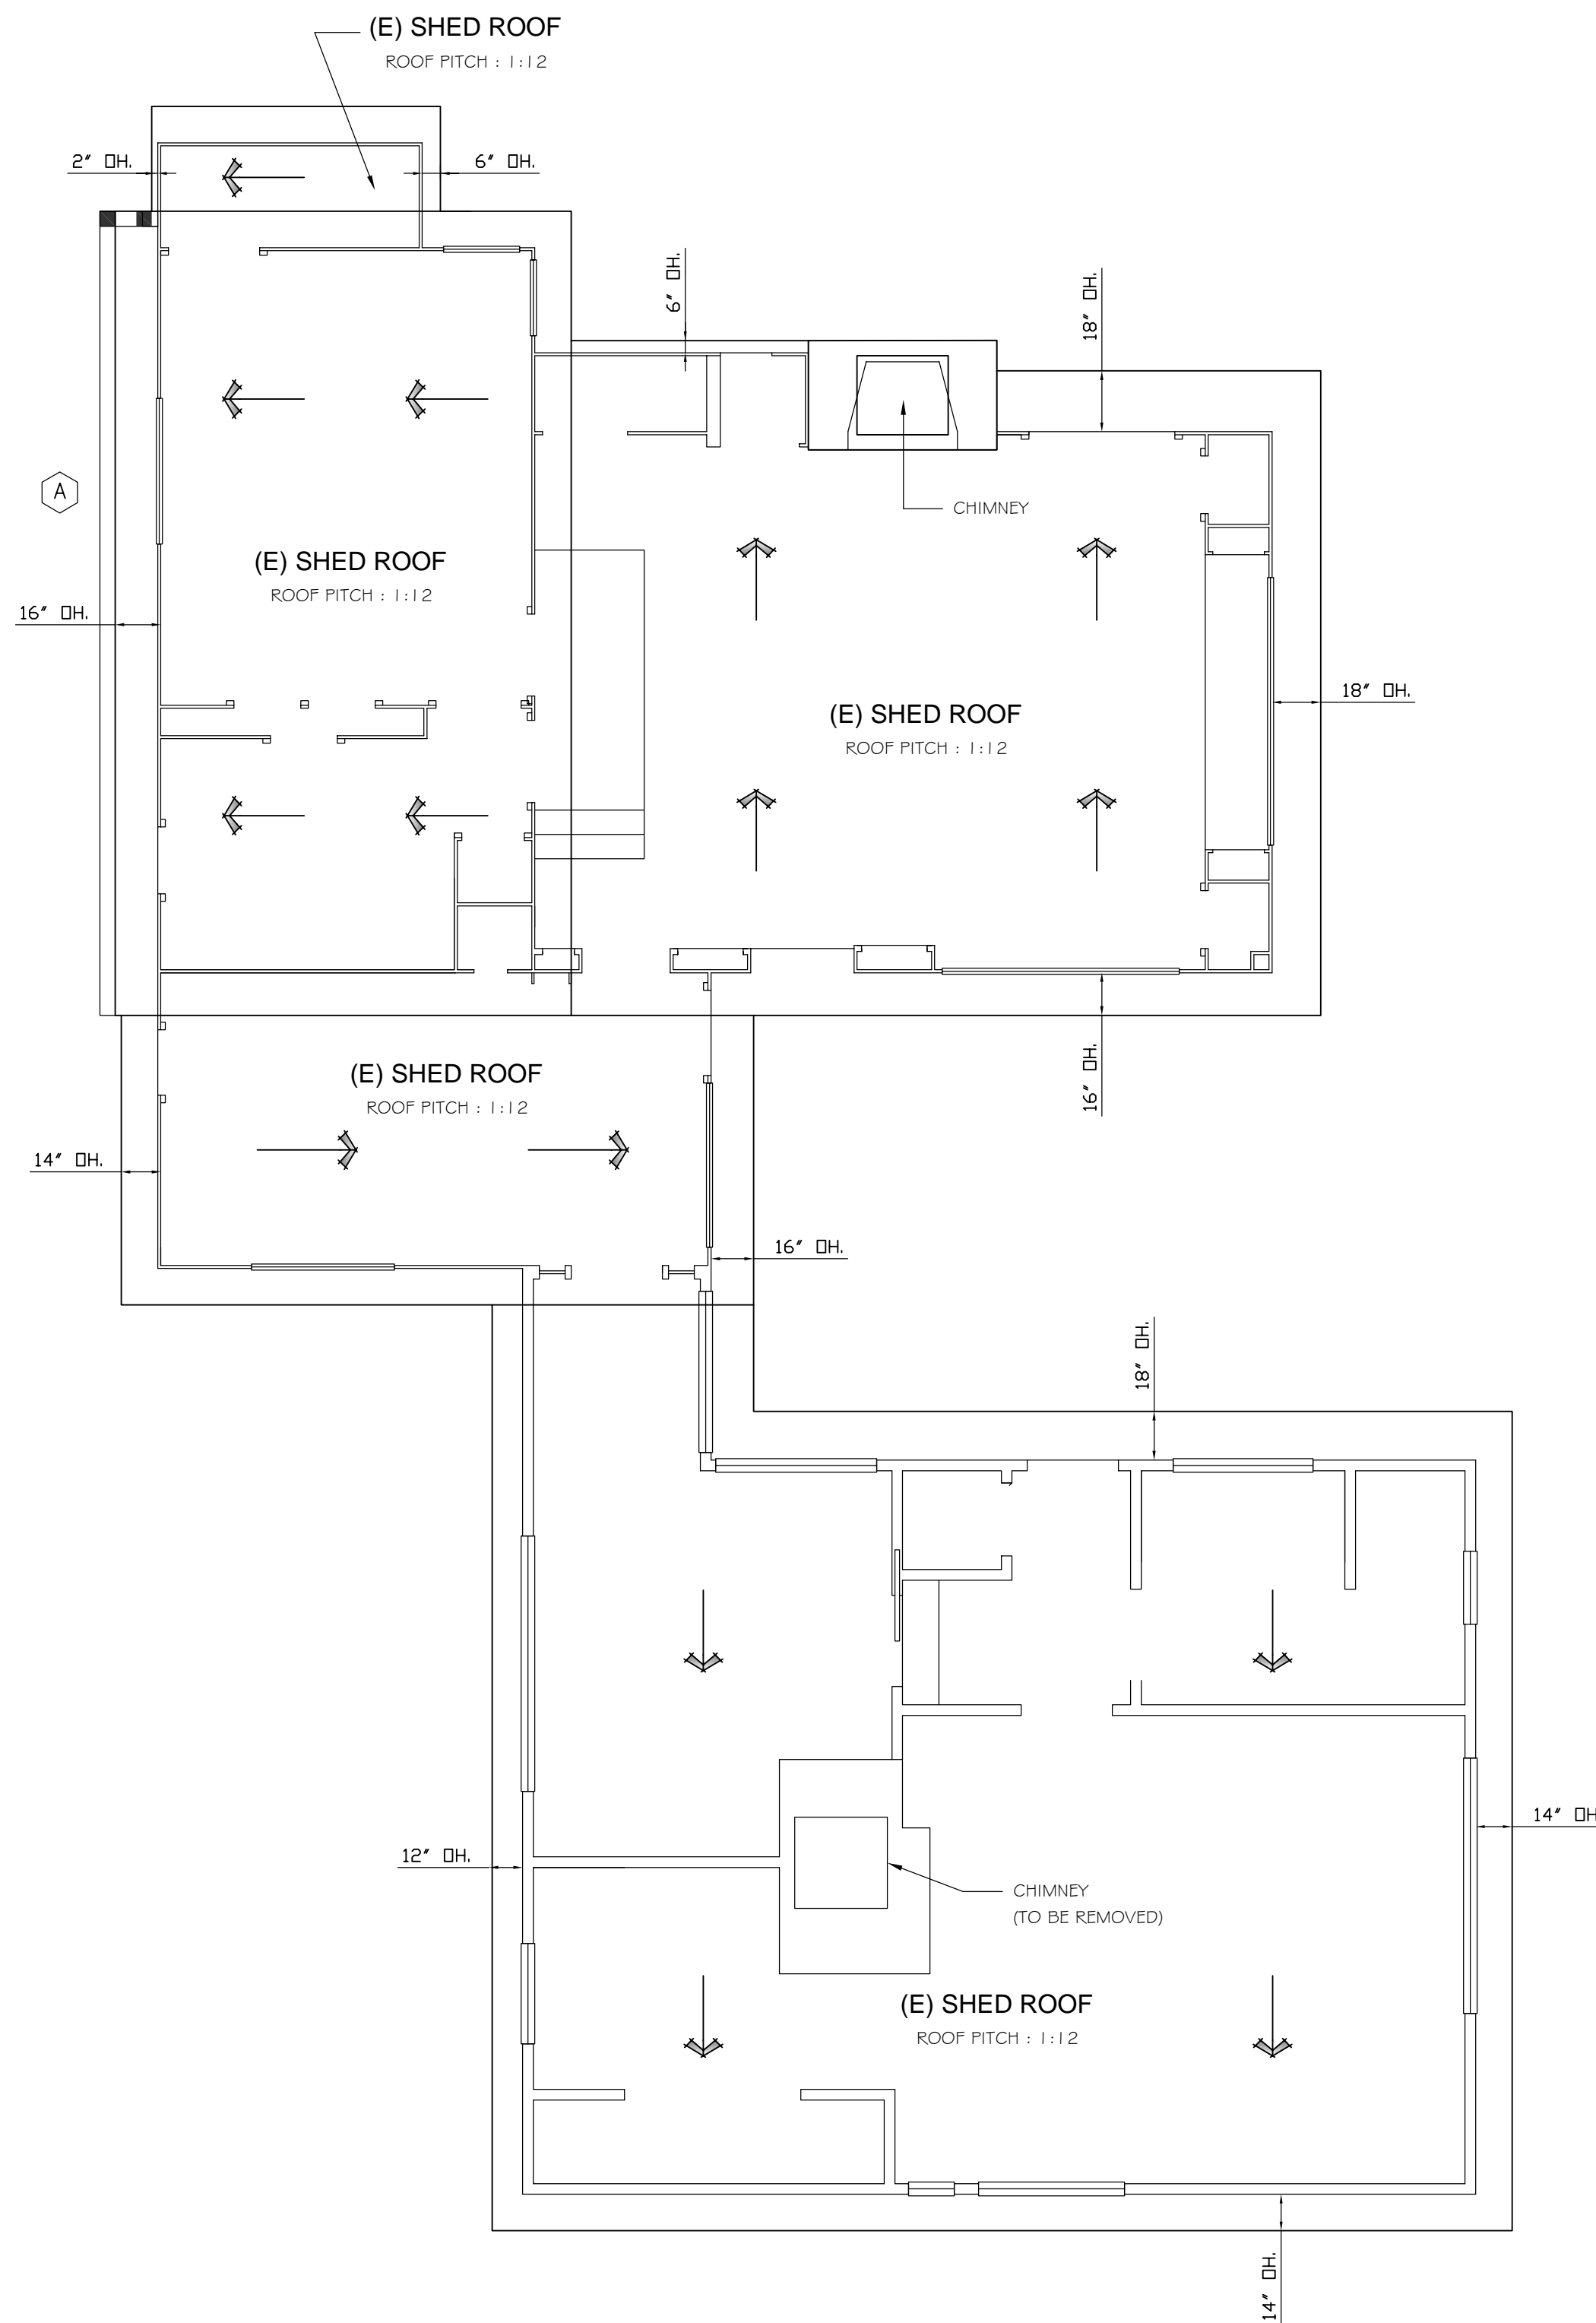 (E) SHED ROOF
ROOF PITCH : 1:12
2" OH.
6" OH.
6" OH.
18" OH.
A
CHIMNEY
(E) SHED ROOF
ROOF PITCH : 1:12
16" OH.
18" OH.
(E) SHED ROOF
ROOF PITCH : 1:12
16" OH.
(E) SHED ROOF
ROOF PITCH : 1:12
14" OH.
16" OH.
18" OH.
14" OH
12" OH.
CHIMNEY
(TO BE REMOVED)
(E) SHED ROOF
ROOF PITCH : 1:12
14" OH.